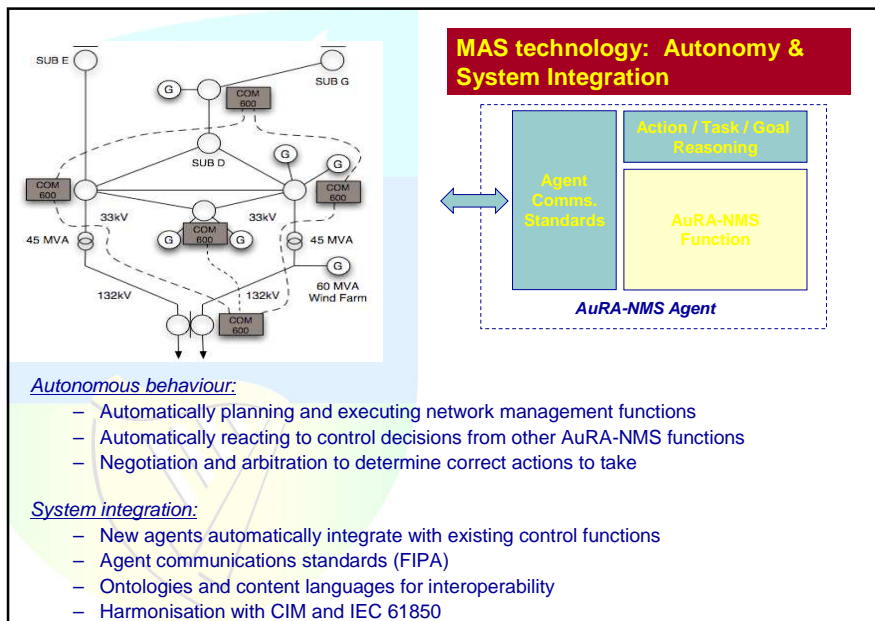 SUB E
SUB G
G
COM
600
SUB D
G
G
COM
600
COM
600
33kV
COM
600
33kV
45 MVA
G
G
45 MVA
G
132kV
132kV
60 MVA
Wind Farm
COM
600
MAS technology: Autonomy &
System Integration
Agent
Comms.
Standards
Action / Task / Goal
Reasoning
AuRA-NMS
Function
AuRA-NMS Agent
Autonomous behaviour:
– Automatically planning and executing network management functions
– Automatically reacting to control decisions from other AuRA-NMS functions
– Negotiation and arbitration to determine correct actions to take
System integration:
– New agents automatically integrate with existing control functions
– Agent communications standards (FIPA)
– Ontologies and content languages for interoperability
– Harmonisation with CIM and IEC 61850